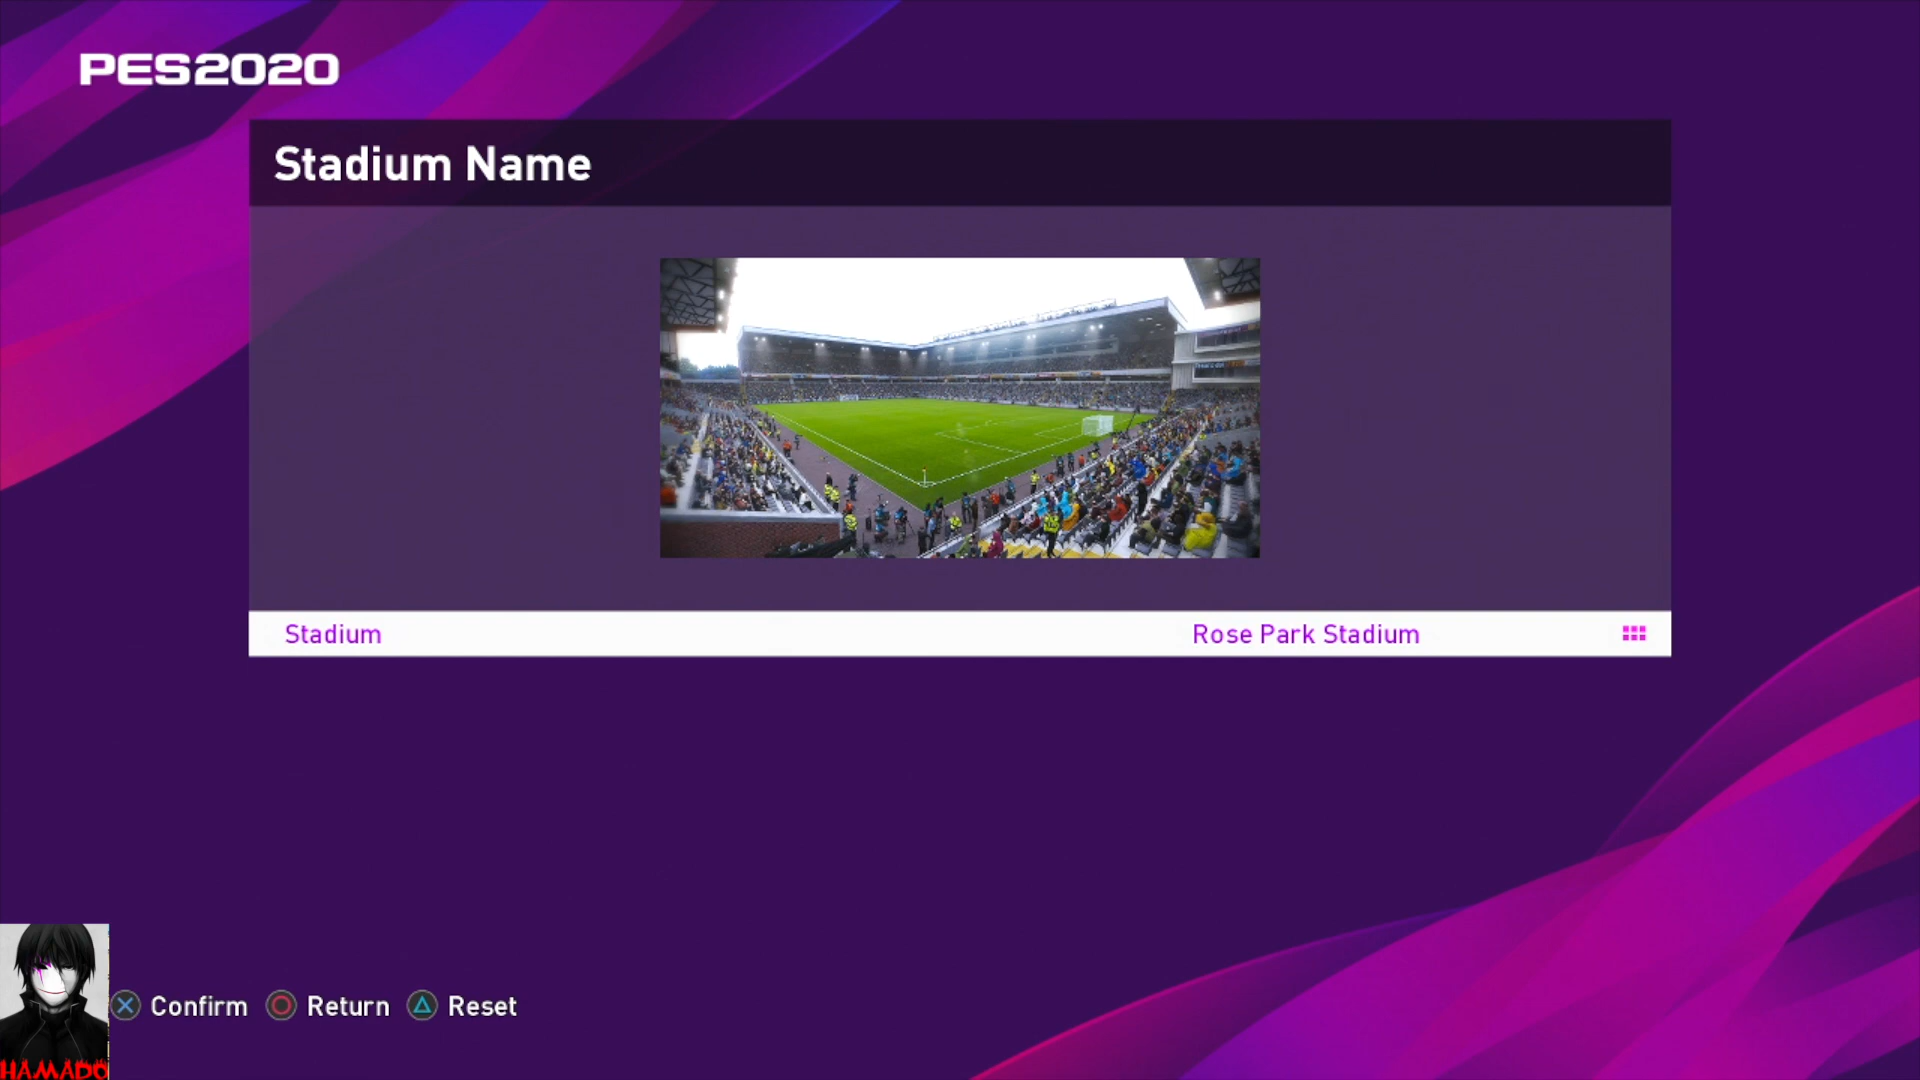 PES2020
Stadium Name
Stadium
Rose Park Stadium
Confirm
Return
Reset
HAMADO